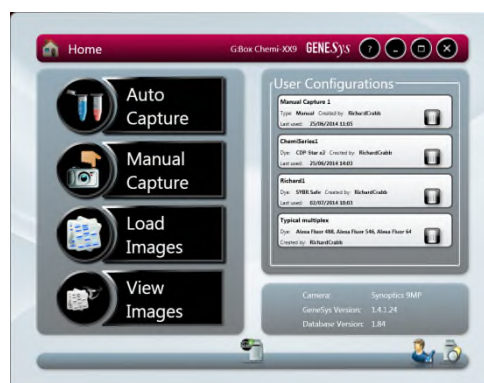 Home
G:Box Chemi-XX9 GENESys
Auto
Capture
Manual
Capture
Load
Images
View
Images
User Configurations
Manual Capture 1
Type: Manual Created by: RichardCrabb
Last used: 25/06/2014 11:05
ChemiSeries1
Dye: CDP Star x2 Created by: RichardCrabb
Last used: 25/06/2014 14:03
Richard1
Dye: SYBR Safe Created by: RichardCrabb
Last used: 02/07/2014 10:03
Typical multiplex
Dye: Alexa Fluor 488, Alexa Fluor 546, Alexa Fluor 64
Created by: RichardCrabb
Camera: Synoptics 9MP
GeneSys Version: 1.4.1.24
Database Version: 1.84